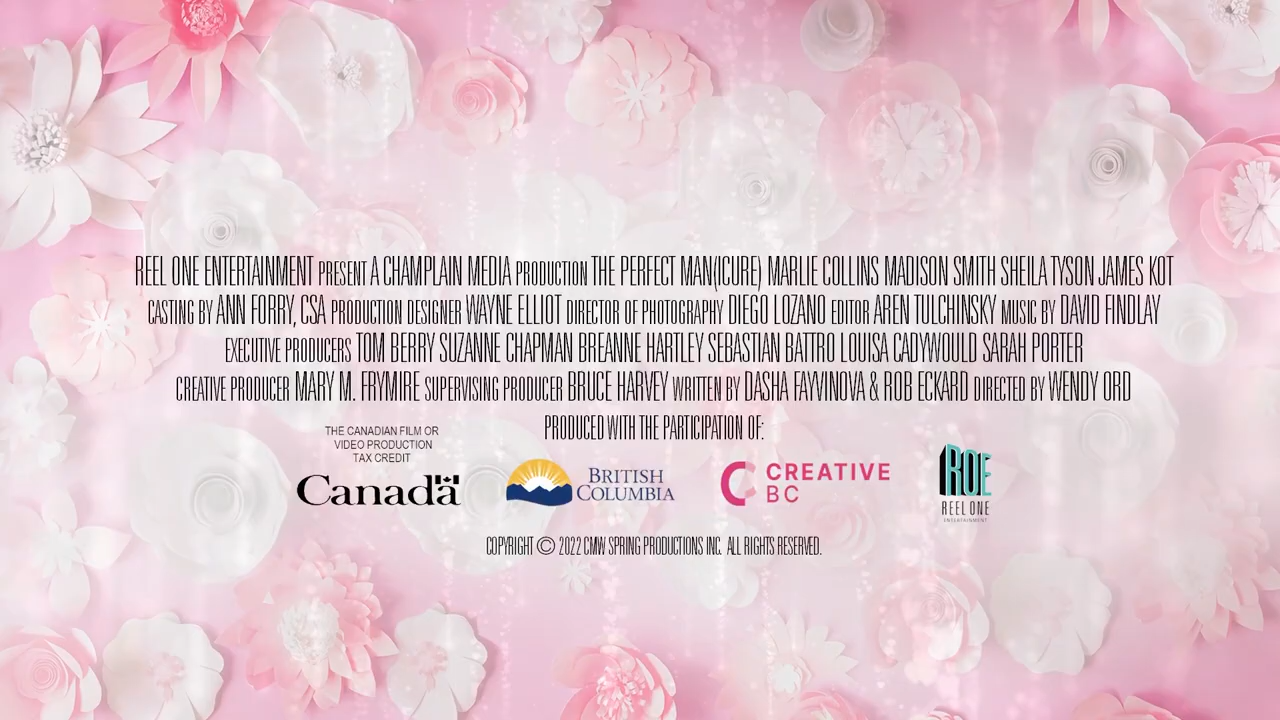 REEL ONE ENTERTAINMENT PRESENT A CHAMPLAIN MEDIA PRODUCTION THE PERFECT MAN(ICURE) MARLIE COLLINS MADISON SMITH SHEILA TYSON JAMES KOT
CASTING BY ANN FORRY, CSA PRODUCTION DESIGNER WAYNE ELLIOT DIRECTOR OF PHOTOGRAPHY DIEGO LOZANO EDITOR AREN TULCHINSKY MUSIC BY DAVID FINDLAY
EXECUTIVE PRODUCERS TOM BERRY SUZANNE CHAPMAN BREANNE HARTLEY SEBASTIAN BATTRO LOUISA CADYWOULD SARAH PORTER
CREATIVE PRODUCER MARY M. FRYMIRE SUPERVISING PRODUCER BRUCE HARVEY WRITTEN BY DASHA FAYVINOVA & ROB ECKARD DIRECTED BY WENDY ORD
PRODUCED WITH THE PARTICIPATION OF:
THE CANADIAN FILM OR
VIDEO PRODUCTION
TAX CREDIT
Canada
BRITISH
COLUMBIA
CREATIVE
BC
ROE
REEL ONE
ENTERTAINMENT
COPYRIGHT © 2022 CMW SPRING PRODUCTIONS INC. ALL RIGHTS RESERVED.